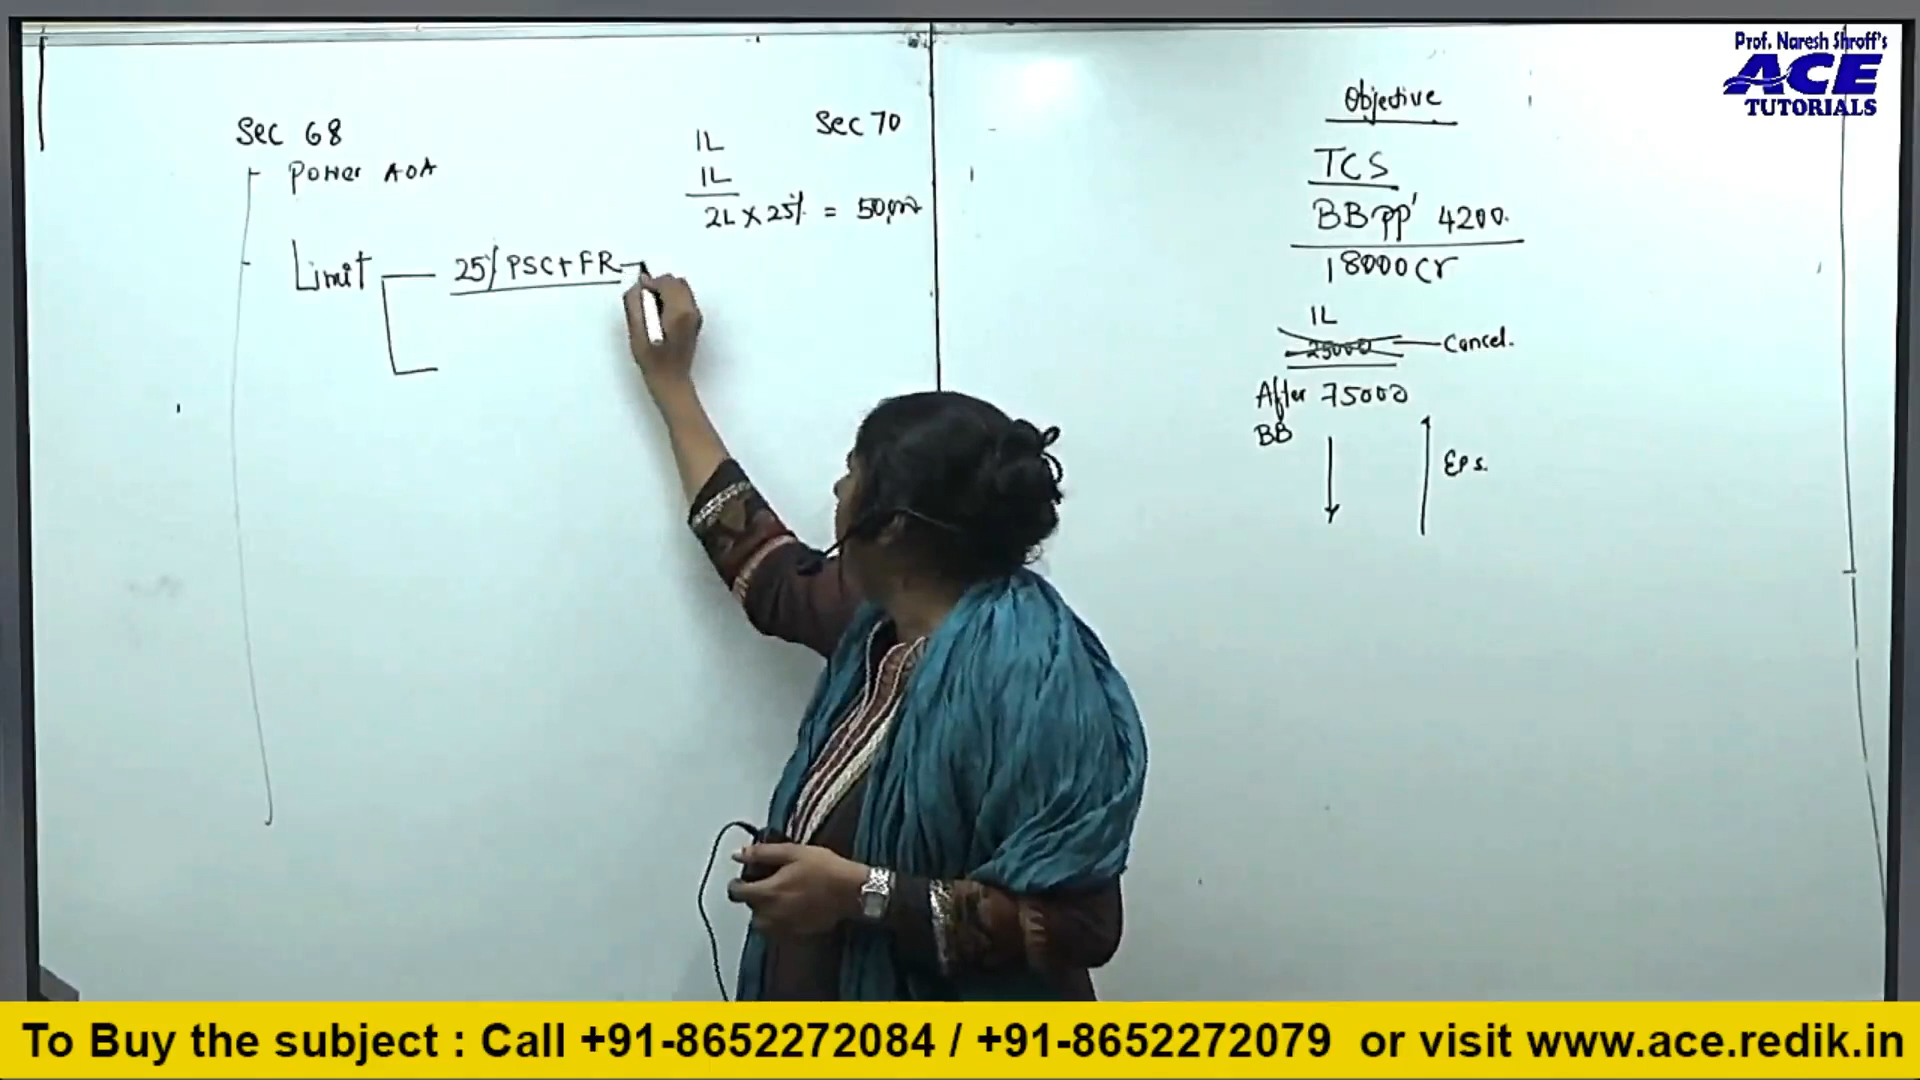 Prof. Naresh Shroff's
ACE
TUTORIALS
Sec 68
Power AOA
Limit
25% PSC + FR
1L
1L
2L x 25% = 50,000
Sec 70
Objective
TCS
BB pp' 4200.
18000 Cr
1L
25000
Cancel.
After 75000
BB
EPS.
To Buy the subject : Call +91-8652272084 / +91-8652272079 or visit www.ace.redik.in